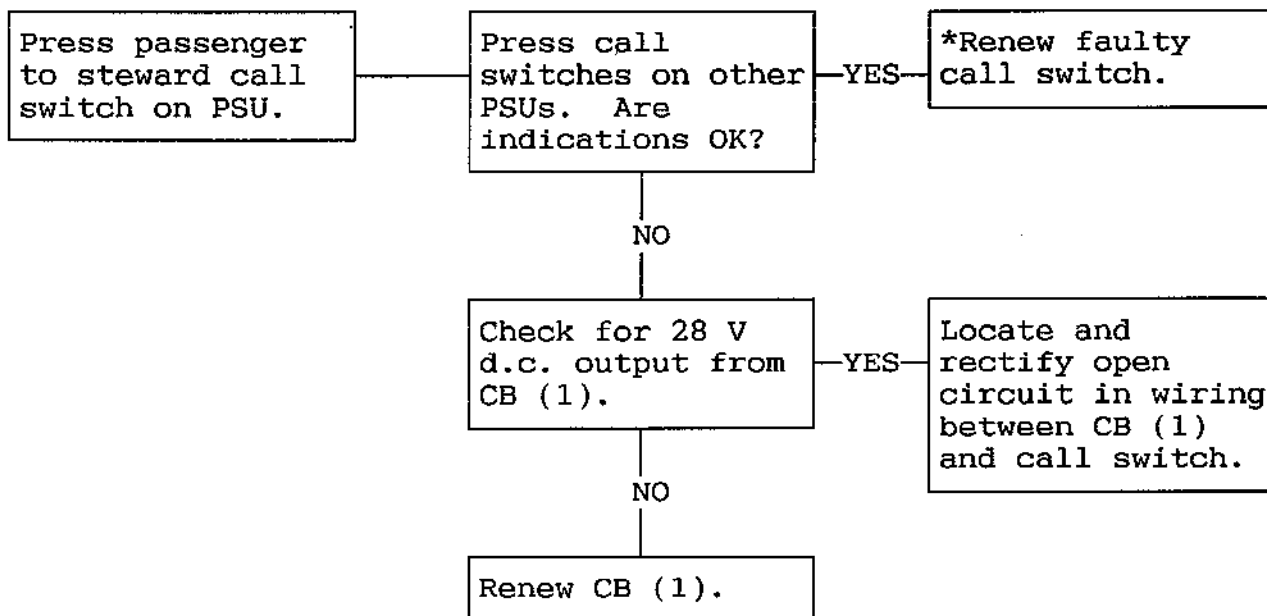 Press passenger
to steward call
switch on PSU.
Press call
switches on other
PSUs.  Are
indications OK?
YES
*Renew faulty
call switch.
NO
Check for 28 V
d.c. output from
CB (1).
YES
Locate and
rectify open
circuit in wiring
between CB (1)
and call switch.
NO
Renew CB (1).